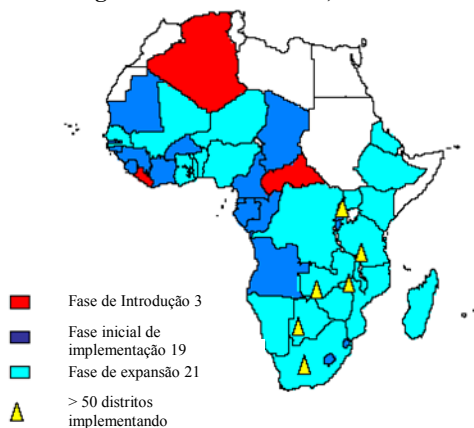 Fase de Introdução 3
Fase inicial de
implementação 19
Fase de expansão 21
> 50 distritos
implementando